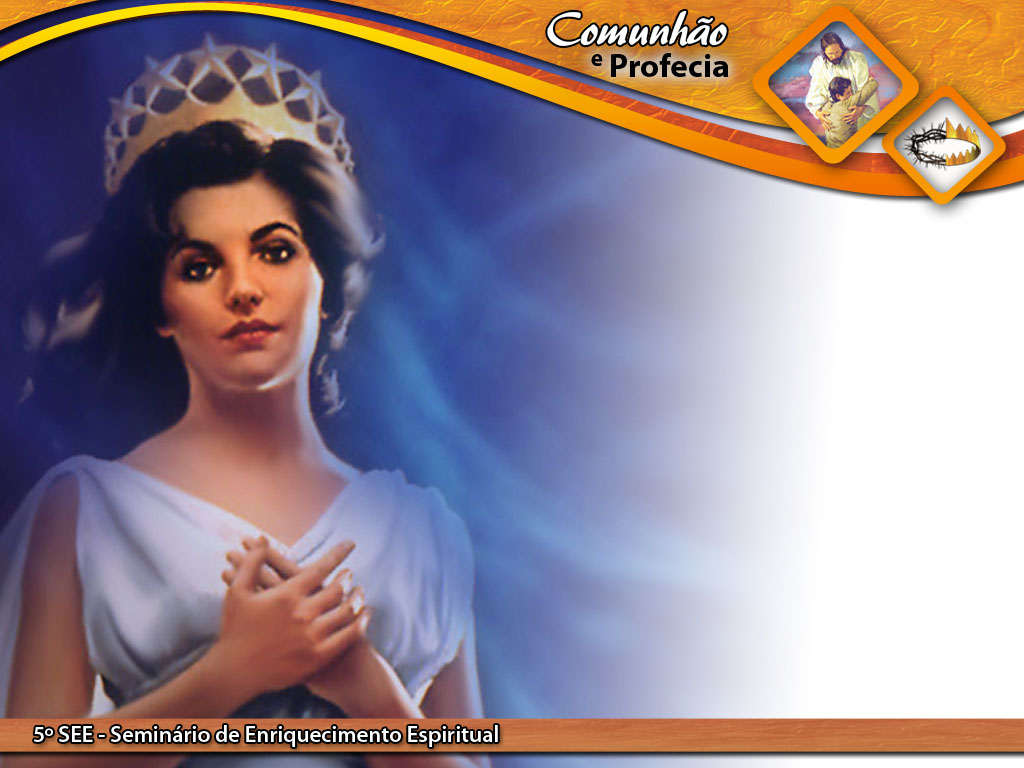 Comunhão
e Profecia
5º SEE - Seminário de Enriquecimento Espiritual